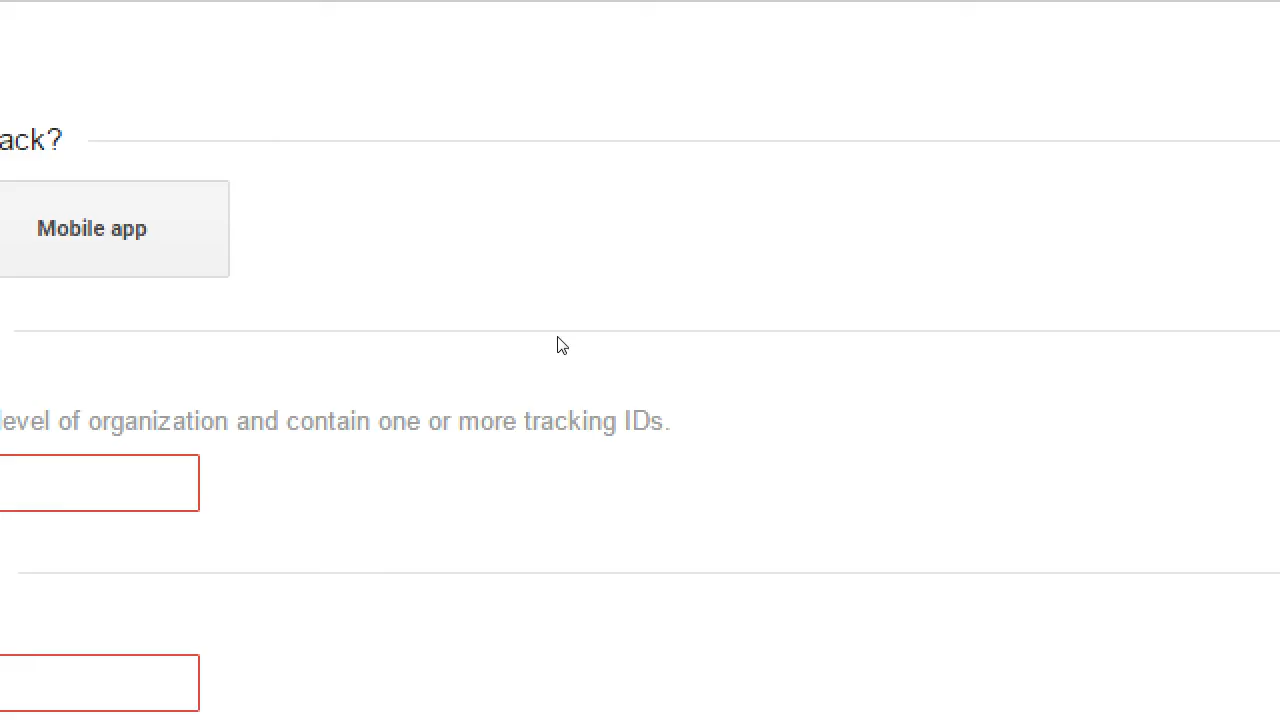 ack?
Mobile app
level of organization and contain one or more tracking IDs.